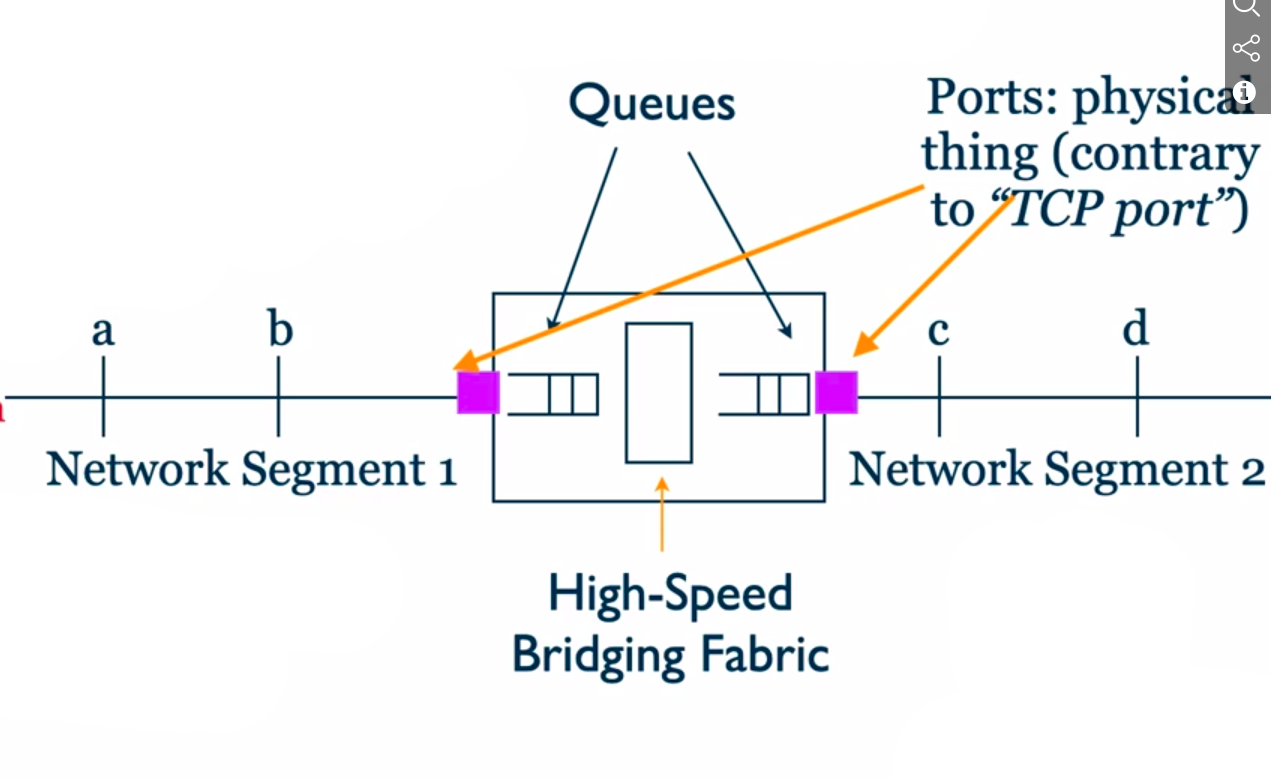 Queues
Ports: physical
thing (contrary
to “TCP port”)
a
b
c
d
Network Segment 1
Network Segment 2
High-Speed
Bridging Fabric